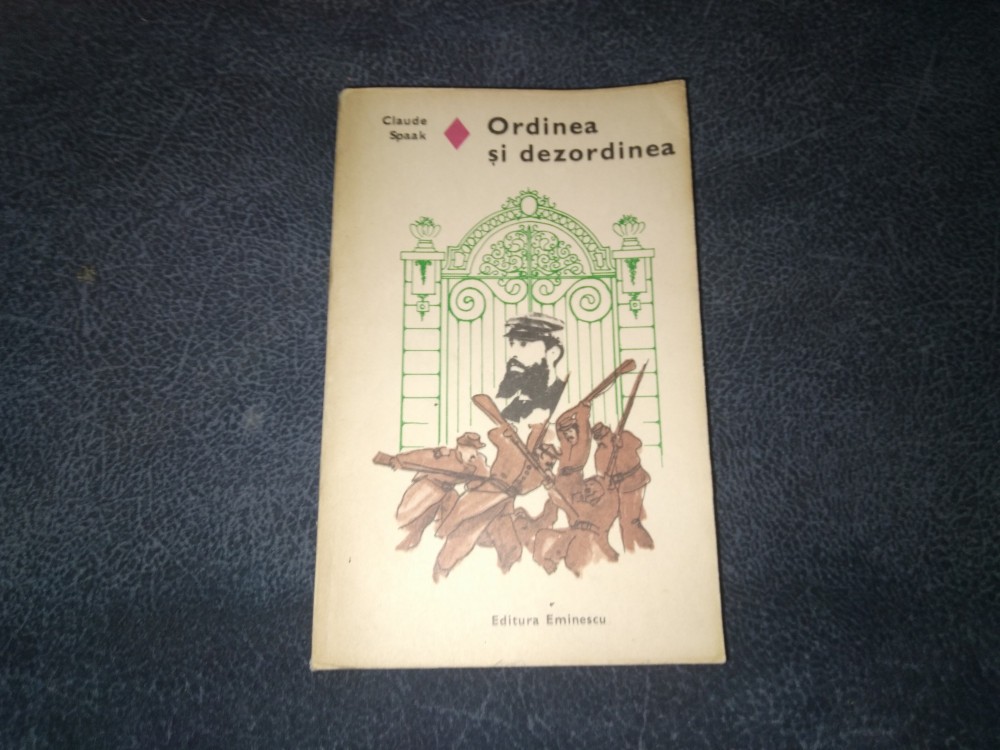 Claude
Spaak
Ordinea
și dezordinea
Editura Eminescu